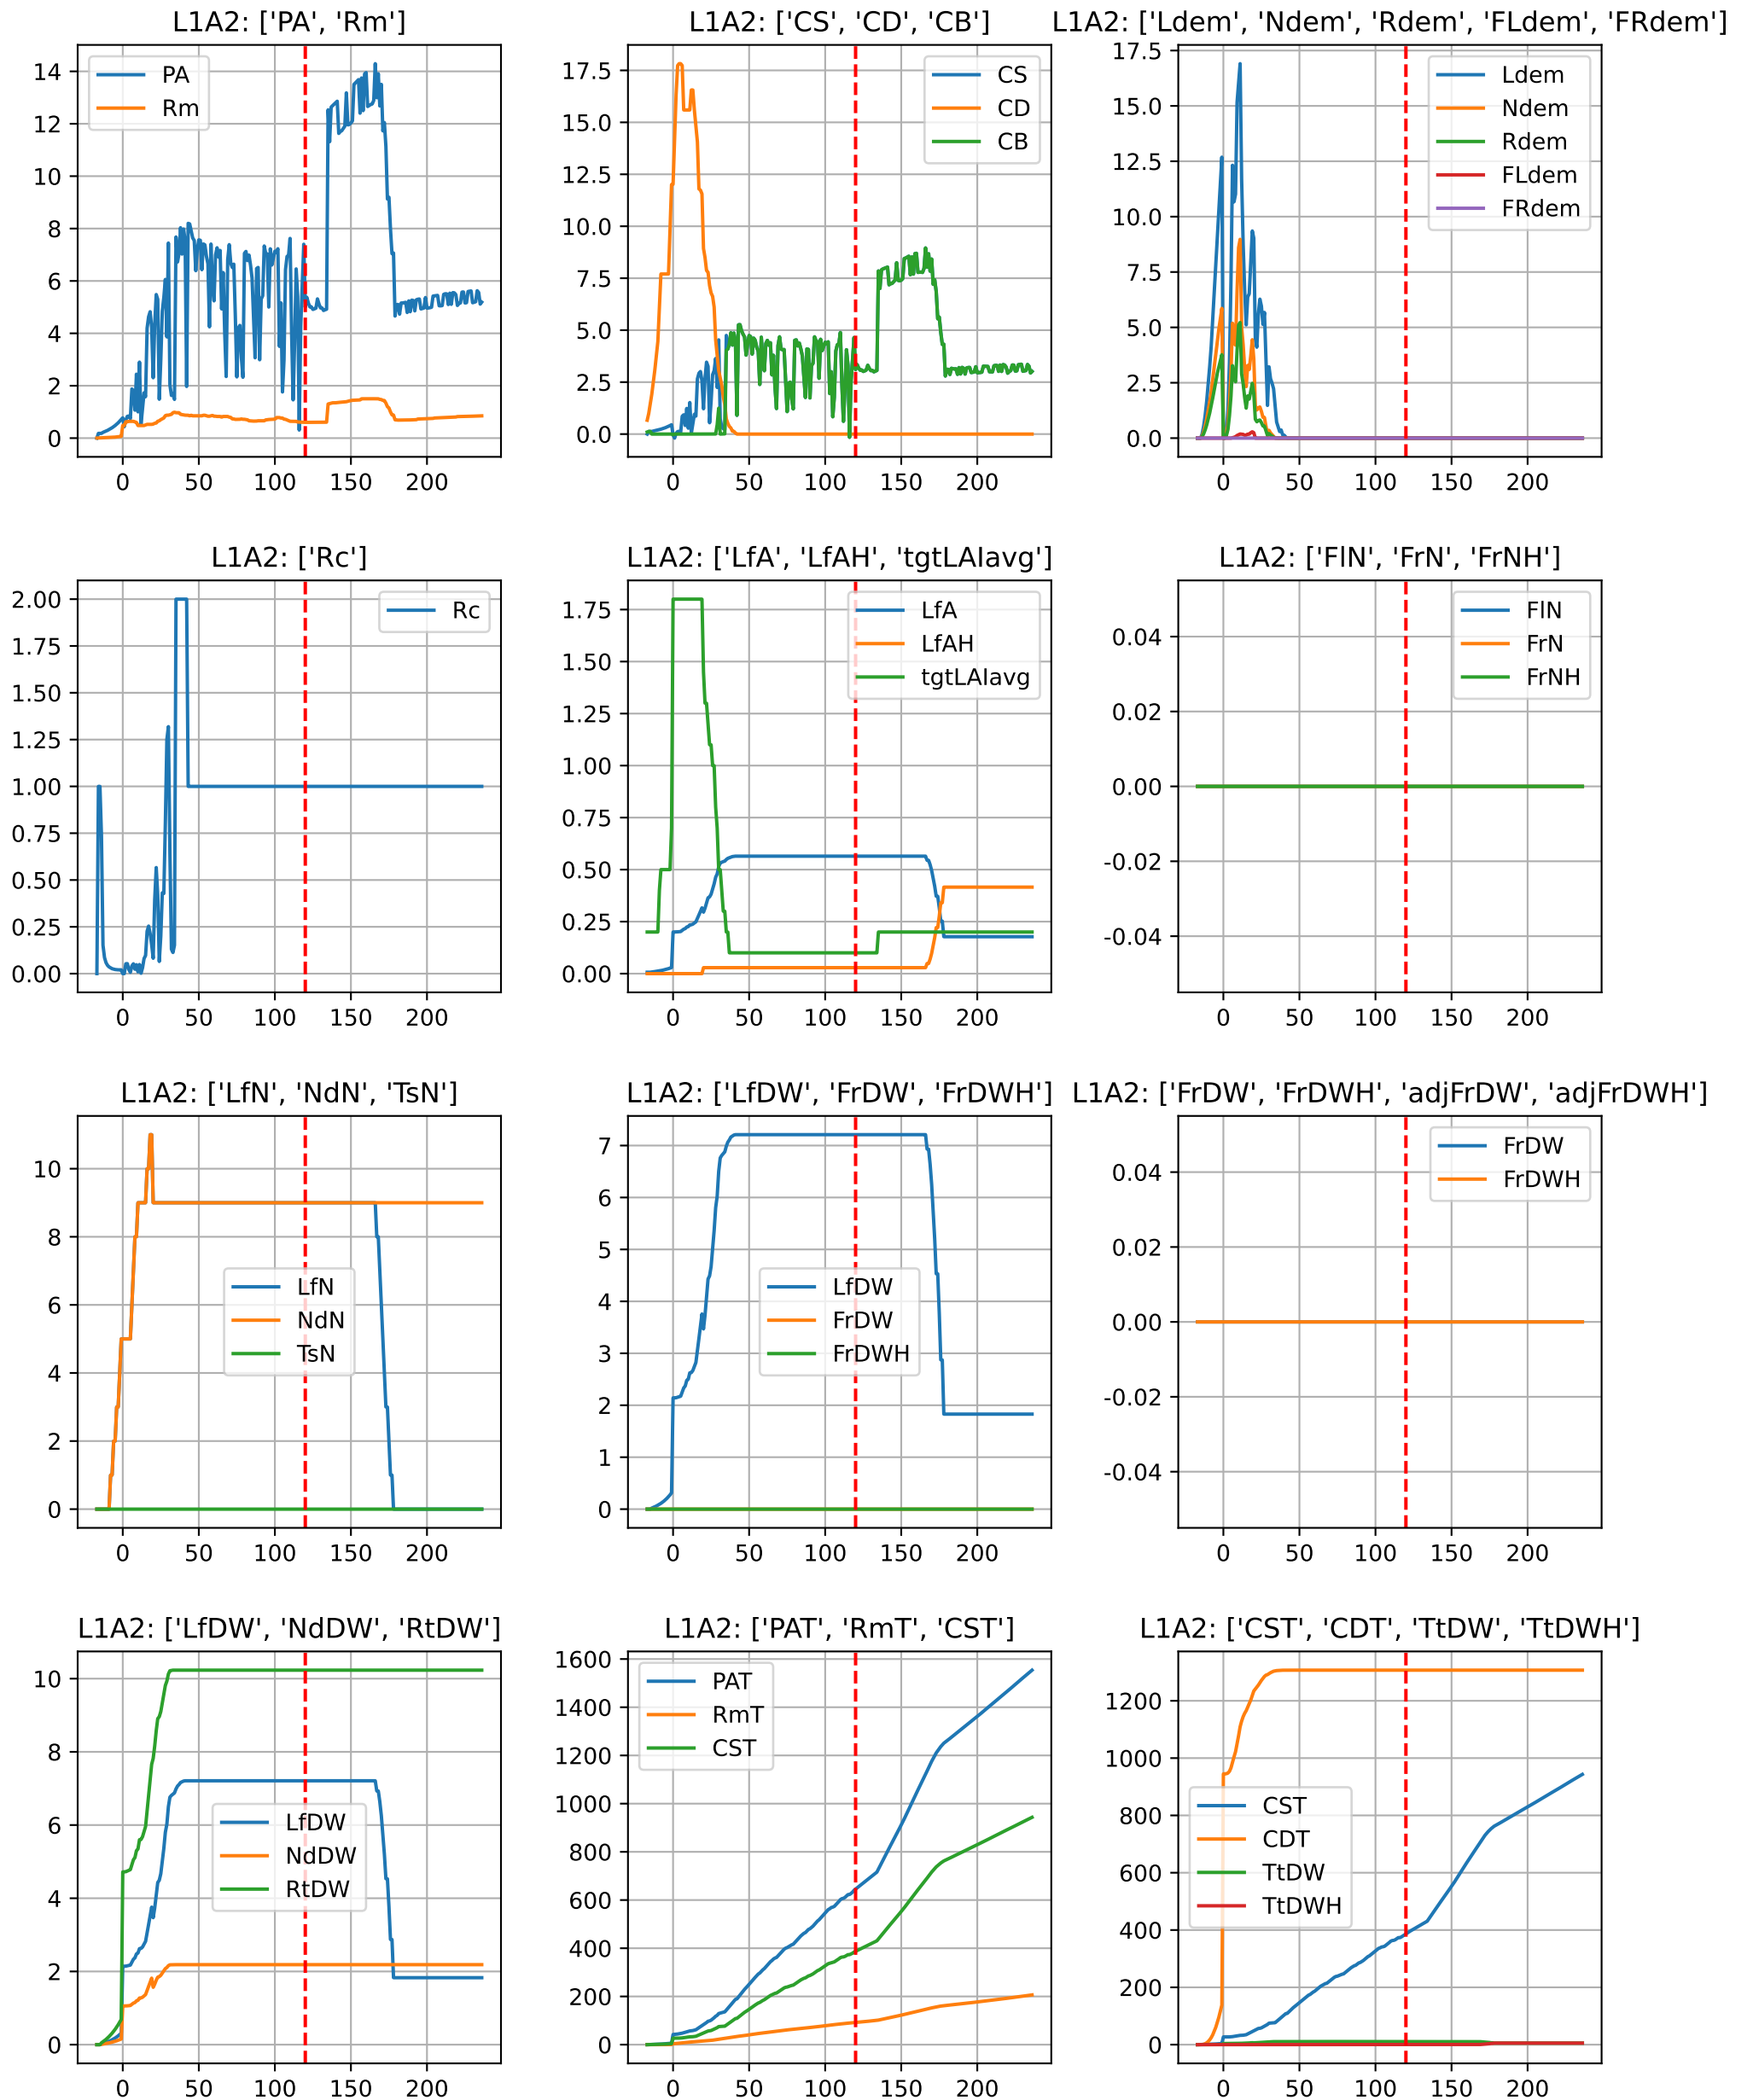 L1A2: ['PA', 'Rm']
14
12
10
8
6
4
2
0
0 50 100 150 200
PA
Rm
L1A2: ['CS', 'CD', 'CB']
17.5
15.0
12.5
10.0
7.5
5.0
2.5
0.0
0 50 100 150 200
CS
CD
CB
L1A2: ['Ldem', 'Ndem', 'Rdem', 'FLdem', 'FRdem']
17.5
15.0
12.5
10.0
7.5
5.0
2.5
0.0
0 50 100 150 200
Ldem
Ndem
Rdem
FLdem
FRdem
L1A2: ['Rc']
2.00
1.75
1.50
1.25
1.00
0.75
0.50
0.25
0.00
0 50 100 150 200
Rc
L1A2: ['LfA', 'LfAH', 'tgtLAIavg']
1.75
1.50
1.25
1.00
0.75
0.50
0.25
0.00
0 50 100 150 200
LfA
LfAH
tgtLAIavg
L1A2: ['FlN', 'FrN', 'FrNH']
0.04
0.02
0.00
-0.02
-0.04
0 50 100 150 200
FlN
FrN
FrNH
L1A2: ['LfN', 'NdN', 'TsN']
10
8
6
4
2
0
0 50 100 150 200
LfN
NdN
TsN
L1A2: ['LfDW', 'FrDW', 'FrDWH']
7
6
5
4
3
2
1
0
0 50 100 150 200
LfDW
FrDW
FrDWH
L1A2: ['FrDW', 'FrDWH', 'adjFrDW', 'adjFrDWH']
0.04
0.02
0.00
-0.02
-0.04
0 50 100 150 200
FrDW
FrDWH
L1A2: ['LfDW', 'NdDW', 'RtDW']
10
8
6
4
2
0
0 50 100 150 200
LfDW
NdDW
RtDW
L1A2: ['PAT', 'RmT', 'CST']
1600
1400
1200
1000
800
600
400
200
0
0 50 100 150 200
PAT
RmT
CST
L1A2: ['CST', 'CDT', 'TtDW', 'TtDWH']
1200
1000
800
600
400
200
0
0 50 100 150 200
CST
CDT
TtDW
TtDWH